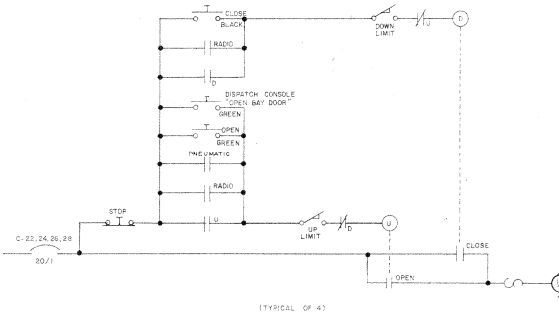 CLOSE
BLACK
RADIO
D
DOWN
LIMIT
U
D
DISPATCH CONSOLE
"OPEN BAY DOOR"
GREEN
OPEN
GREEN
PNEUMATIC
RADIO
STOP
U
UP
LIMIT
D
U
C-22,24,26,28
20/1
CLOSE
OPEN
(TYPICAL OF 4)